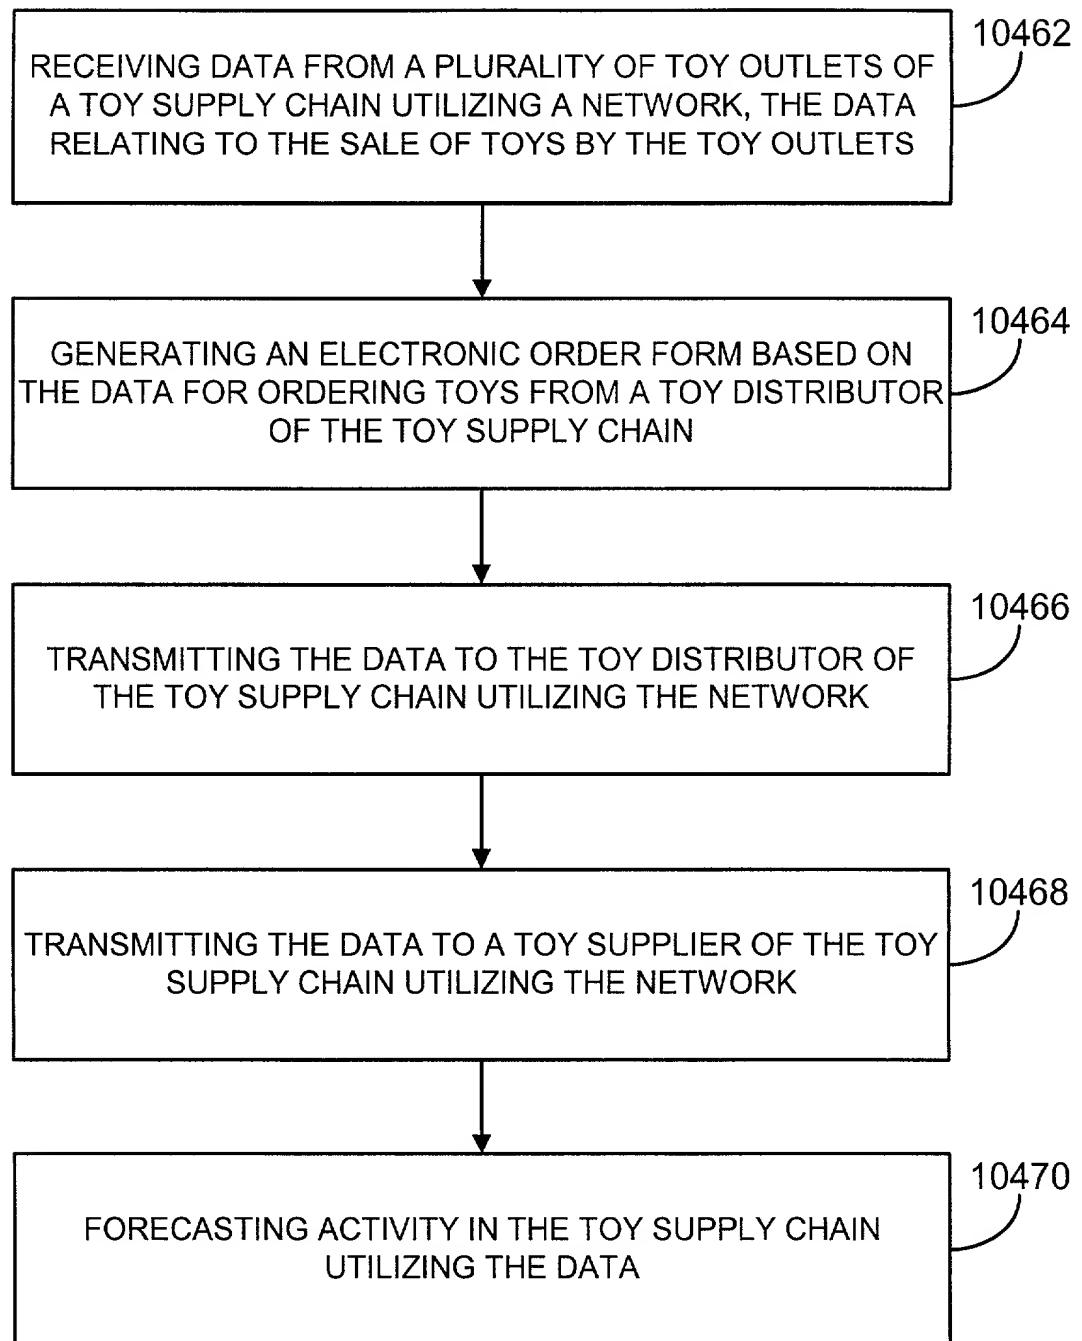 10462
RECEIVING DATA FROM A PLURALITY OF TOY OUTLETS OF
A TOY SUPPLY CHAIN UTILIZING A NETWORK, THE DATA
RELATING TO THE SALE OF TOYS BY THE TOY OUTLETS
10464
GENERATING AN ELECTRONIC ORDER FORM BASED ON
THE DATA FOR ORDERING TOYS FROM A TOY DISTRIBUTOR
OF THE TOY SUPPLY CHAIN
10466
TRANSMITTING THE DATA TO THE TOY DISTRIBUTOR OF
THE TOY SUPPLY CHAIN UTILIZING THE NETWORK
10468
TRANSMITTING THE DATA TO A TOY SUPPLIER OF THE TOY
SUPPLY CHAIN UTILIZING THE NETWORK
10470
FORECASTING ACTIVITY IN THE TOY SUPPLY CHAIN
UTILIZING THE DATA